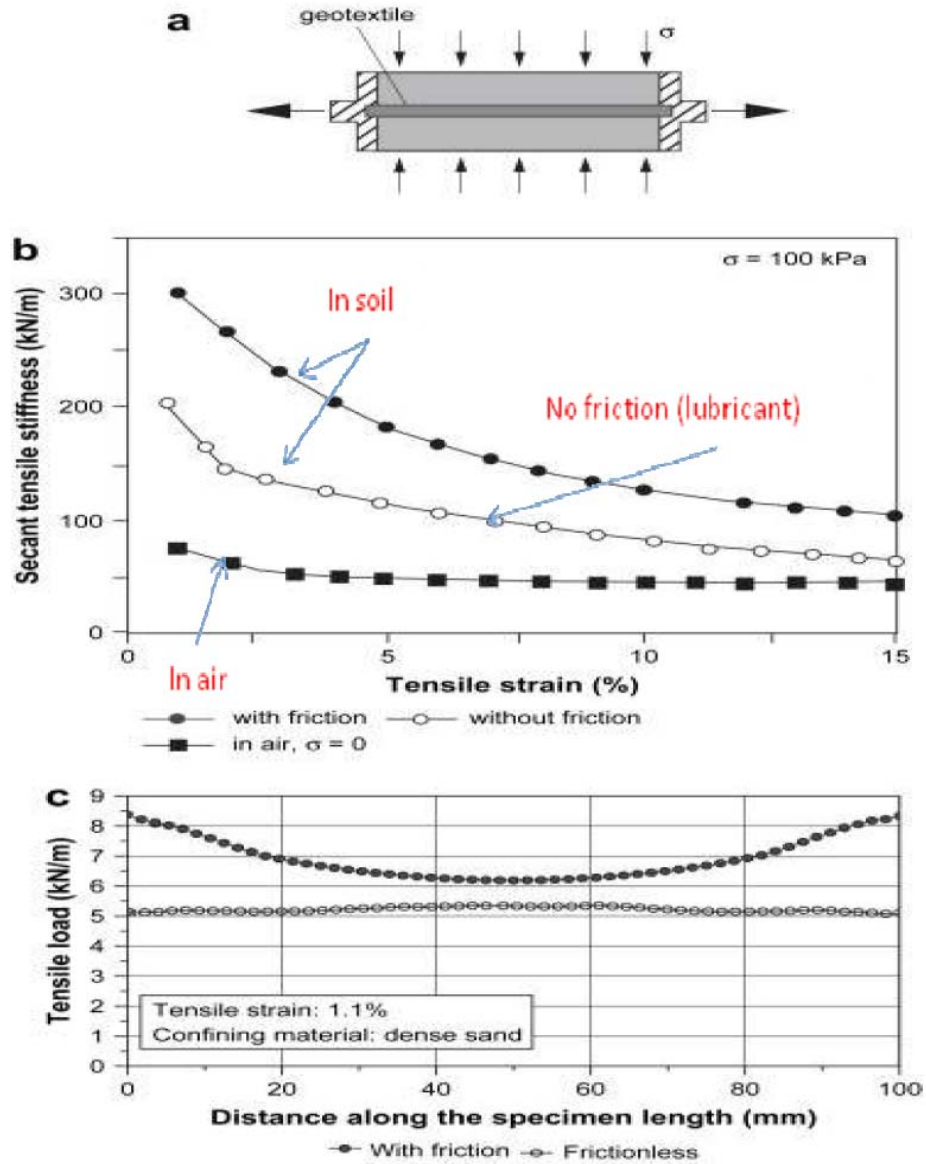 a
geotextile
σ
b
σ = 100 kPa
Secant tensile stiffness (kN/m)
300
200
100
0
In soil
No friction (lubricant)
In air
0
5
10
15
Tensile strain (%)
with friction
without friction
in air, σ = 0
c
Tensile load (kN/m)
9
8
7
6
5
4
3
2
1
0
Tensile strain: 1.1%
Confining material: dense sand
0
20
40
60
80
100
Distance along the specimen length (mm)
With friction
Frictionless